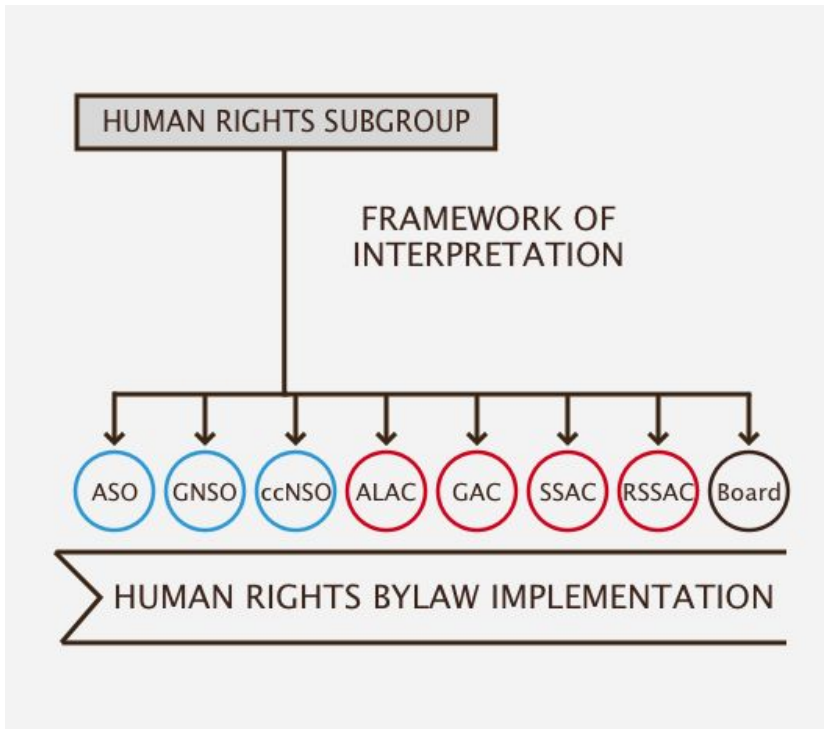 HUMAN RIGHTS SUBGROUP
FRAMEWORK OF
INTERPRETATION
ASO GNSO ccNSO ALAC GAC SSAC RSSAC Board
HUMAN RIGHTS BYLAW IMPLEMENTATION